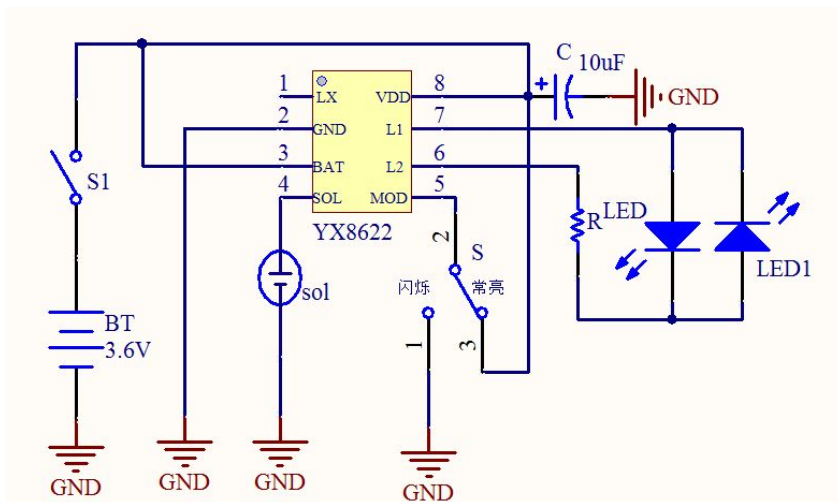 C
10uF
GND
1
LX
VDD
8
2
GND
L1
7
3
BAT
L2
6
4
SOL
MOD
5
YX8622
S1
R
LED
LED1
2
S
sol
闪烁
常亮
BT
3.6V
1
3
GND
GND
GND
GND